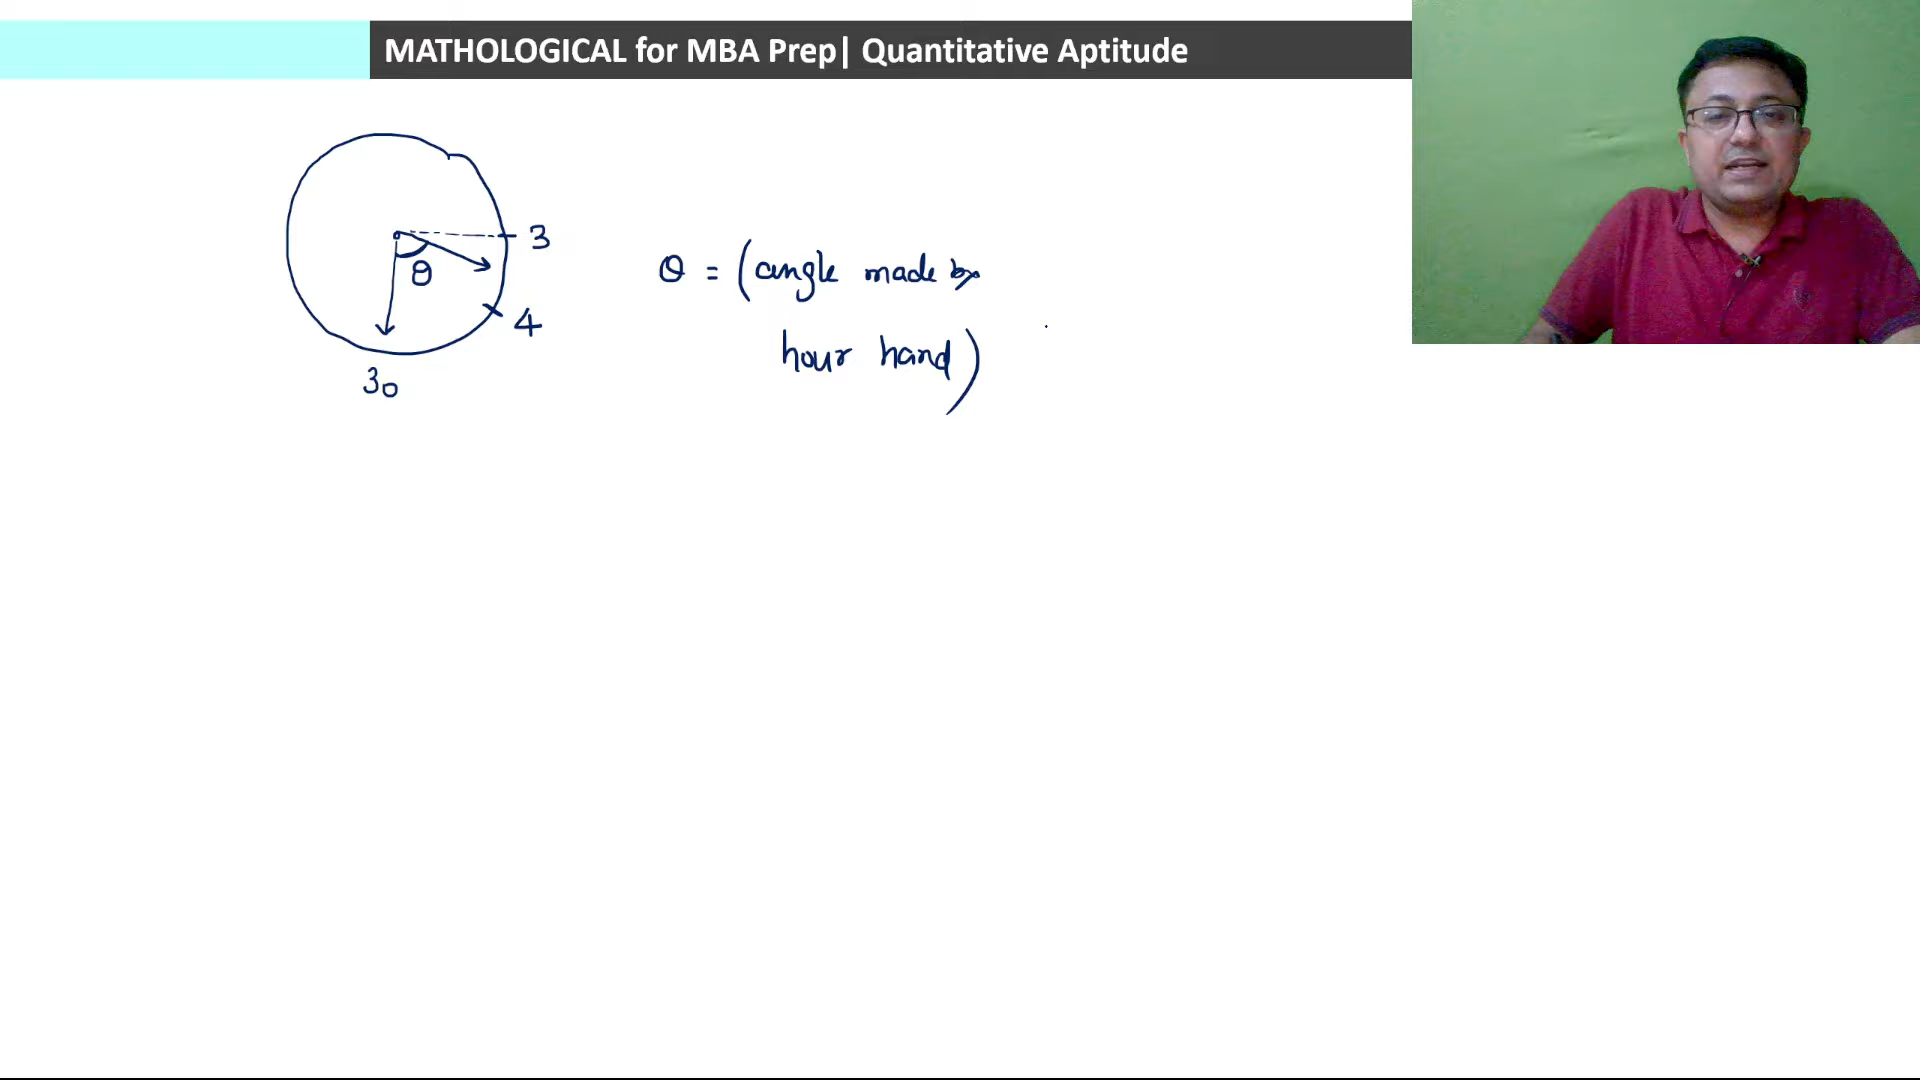 MATHOLOGICAL for MBA Prep| Quantitative Aptitude
3
θ
4
30
θ = (angle made by
hour hand)